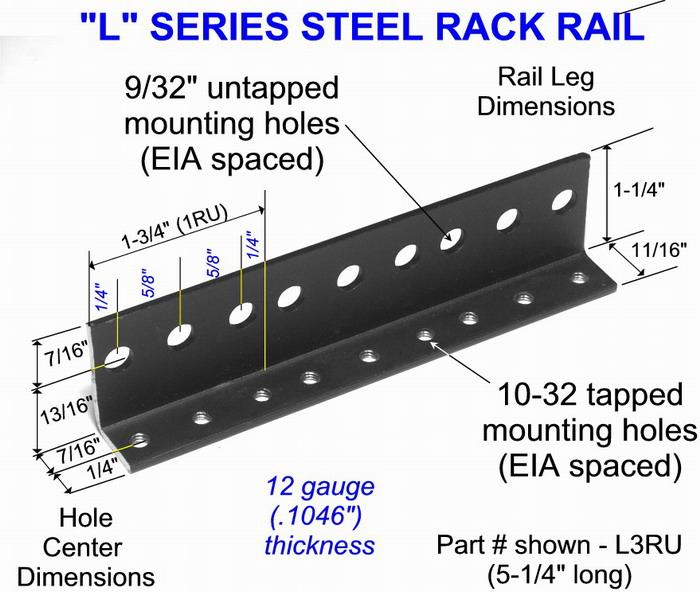 "L" SERIES STEEL RACK RAIL
9/32" untapped
mounting holes
(EIA spaced)
Rail Leg
Dimensions
1-3/4" (1RU)
1/4"
5/8"
5/8"
1/4"
1-1/4"
11/16"
7/16"
13/16"
7/16"
1/4"
10-32 tapped
mounting holes
(EIA spaced)
Hole
Center
Dimensions
12 gauge
(.1046")
thickness
Part # shown - L3RU
(5-1/4" long)